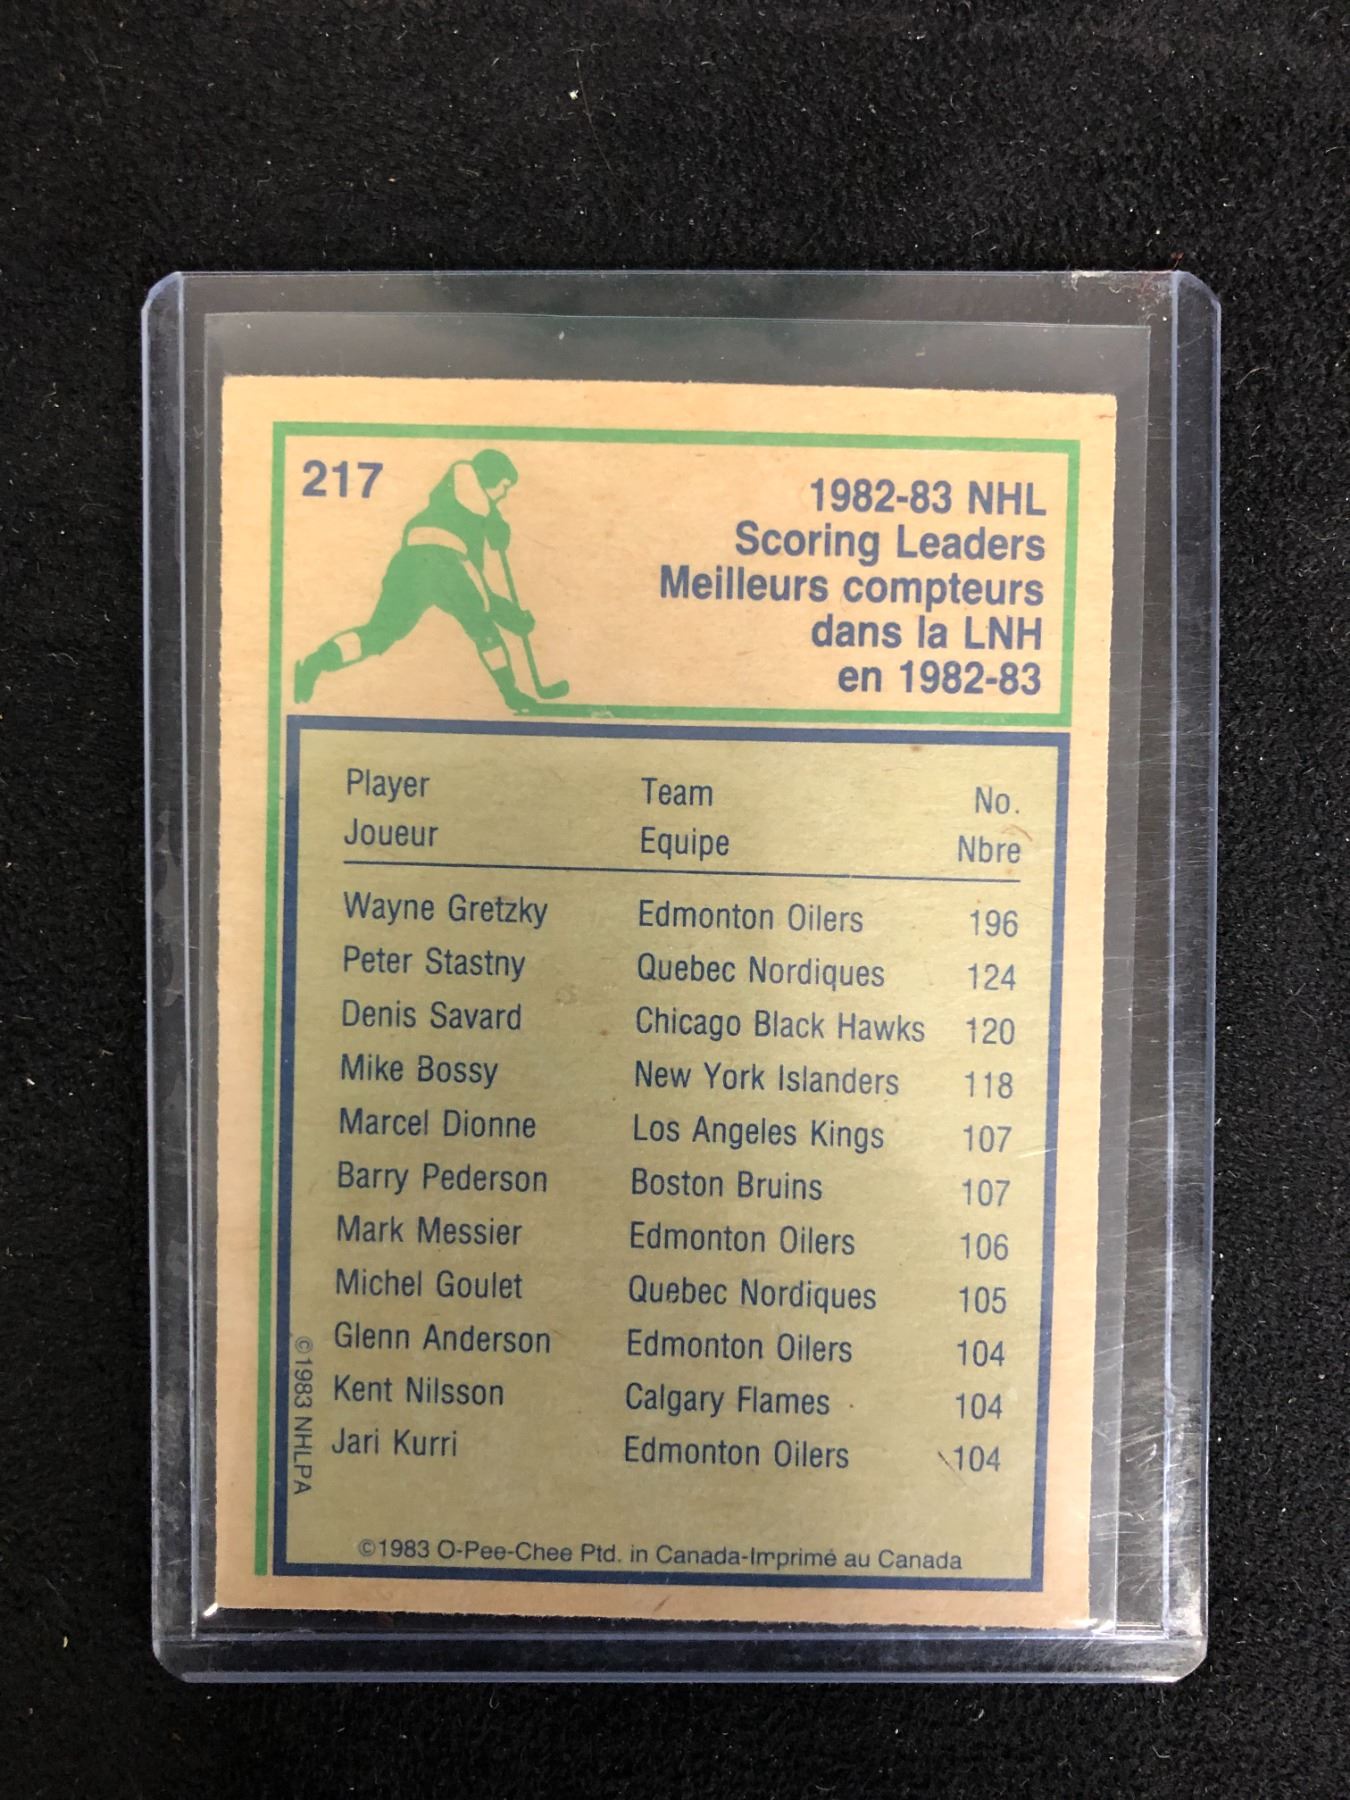 217
1982-83 NHL
Scoring Leaders
Meilleurs compteurs
dans la LNH
en 1982-83
Player Team No.
Joueur Equipe Nbre
Wayne Gretzky Edmonton Oilers 196
Peter Stastny Quebec Nordiques 124
Denis Savard Chicago Black Hawks 120
Mike Bossy New York Islanders 118
Marcel Dionne Los Angeles Kings 107
Barry Pederson Boston Bruins 107
Mark Messier Edmonton Oilers 106
Michel Goulet Quebec Nordiques 105
Glenn Anderson Edmonton Oilers 104
Kent Nilsson Calgary Flames 104
Jari Kurri Edmonton Oilers 104
©1983 NHLPA
©1983 O-Pee-Chee Ptd. in Canada-Imprimé au Canada